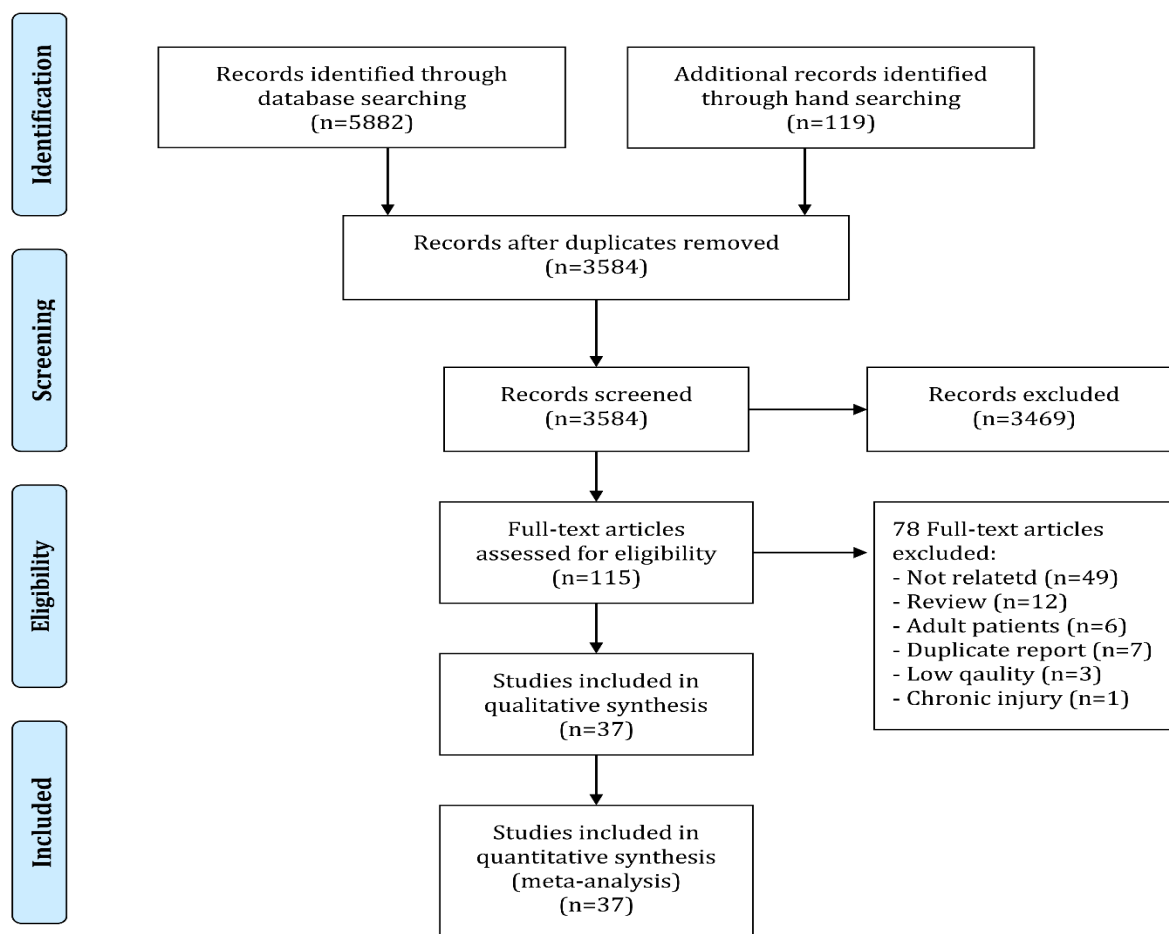 Identification
Records identified through
database searching
(n=5882)
Additional records identified
through hand searching
(n=119)
Records after duplicates removed
(n=3584)
Screening
Records screened
(n=3584)
Records excluded
(n=3469)
Eligibility
Full-text articles
assessed for eligibility
(n=115)
78 Full-text articles
excluded:
- Not relatetd (n=49)
- Review (n=12)
- Adult patients (n=6)
- Duplicate report (n=7)
- Low qaulity (n=3)
- Chronic injury (n=1)
Studies included in
qualitative synthesis
(n=37)
Included
Studies included in
quantitative synthesis
(meta-analysis)
(n=37)